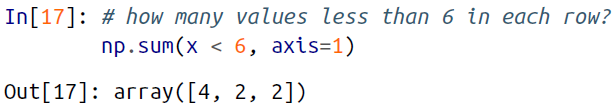 In[17]: # how many values less than 6 in each row?
np.sum(x < 6, axis=1)
Out[17]: array([4, 2, 2])